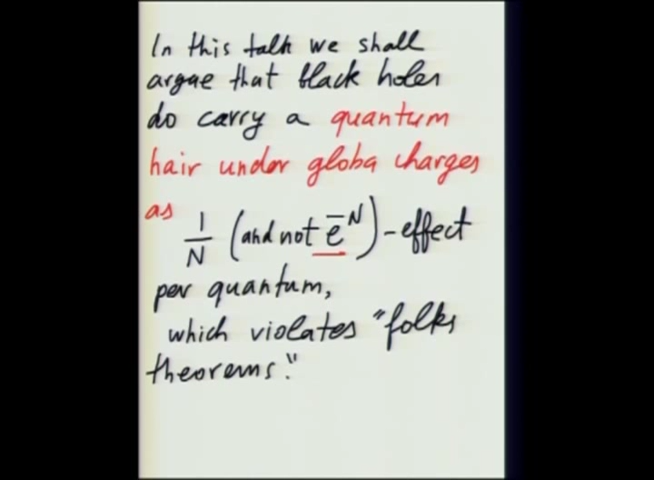 In this talk we shall
argue that black holes
do carry a quantum
hair under globa charges
as 1/N (and not e^-N) - effect
per quantum,
which violates "folks
theorems".